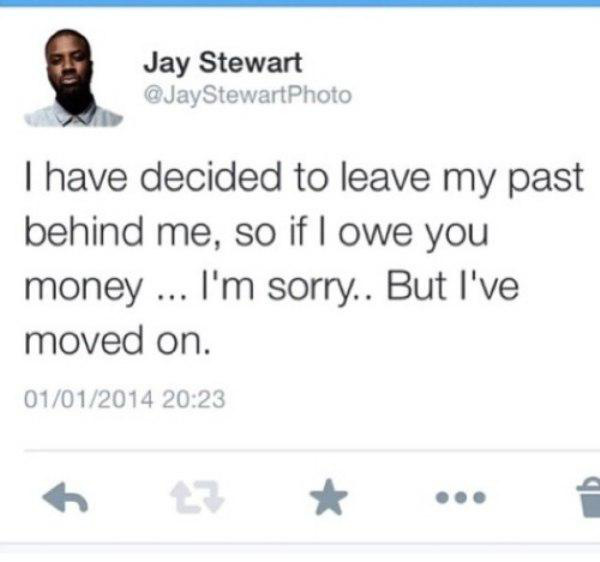 Jay Stewart
@JayStewartPhoto
I have decided to leave my past
behind me, so if I owe you
money ... I'm sorry.. But I've
moved on.
01/01/2014 20:23